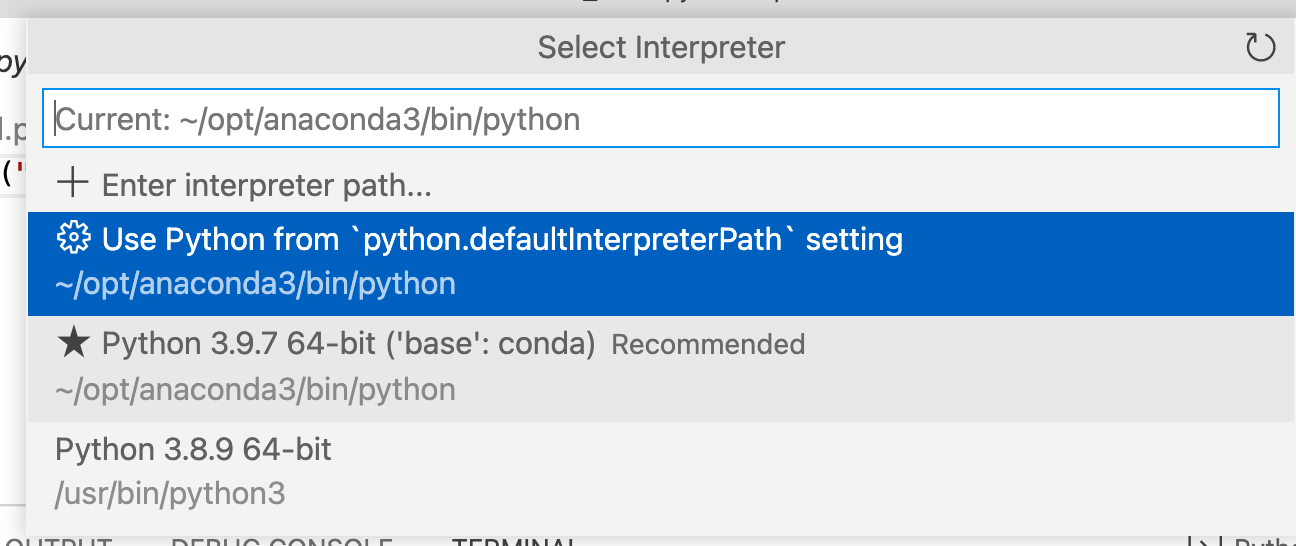 Select Interpreter
py
Current: ~/opt/anaconda3/bin/python
("
Enter interpreter path...
Use Python from `python.defaultInterpreterPath` setting
~/opt/anaconda3/bin/python
Python 3.9.7 64-bit ('base': conda) Recommended
~/opt/anaconda3/bin/python
Python 3.8.9 64-bit
/usr/bin/python3
OUTPUT DEBUG CONSOLE TERMINAL